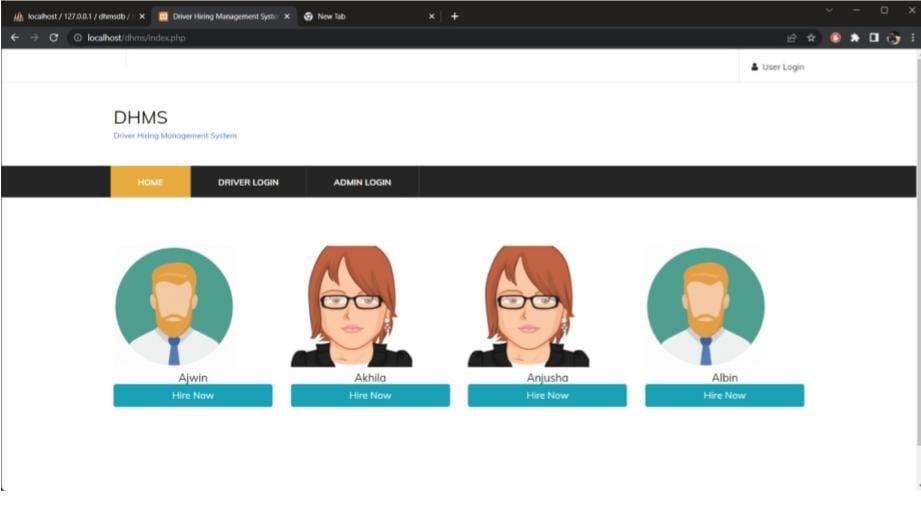 localhost / 127.0.0.1 / dhmsdb / 
Driver Hiring Management Syste
New Tab
localhost/dhms/index.php
User Login
DHMS
Driver Hiring Management System
HOME DRIVER LOGIN ADMIN LOGIN
Ajwin Akhila Anjusha Albin
Hire Now Hire Now Hire Now Hire Now